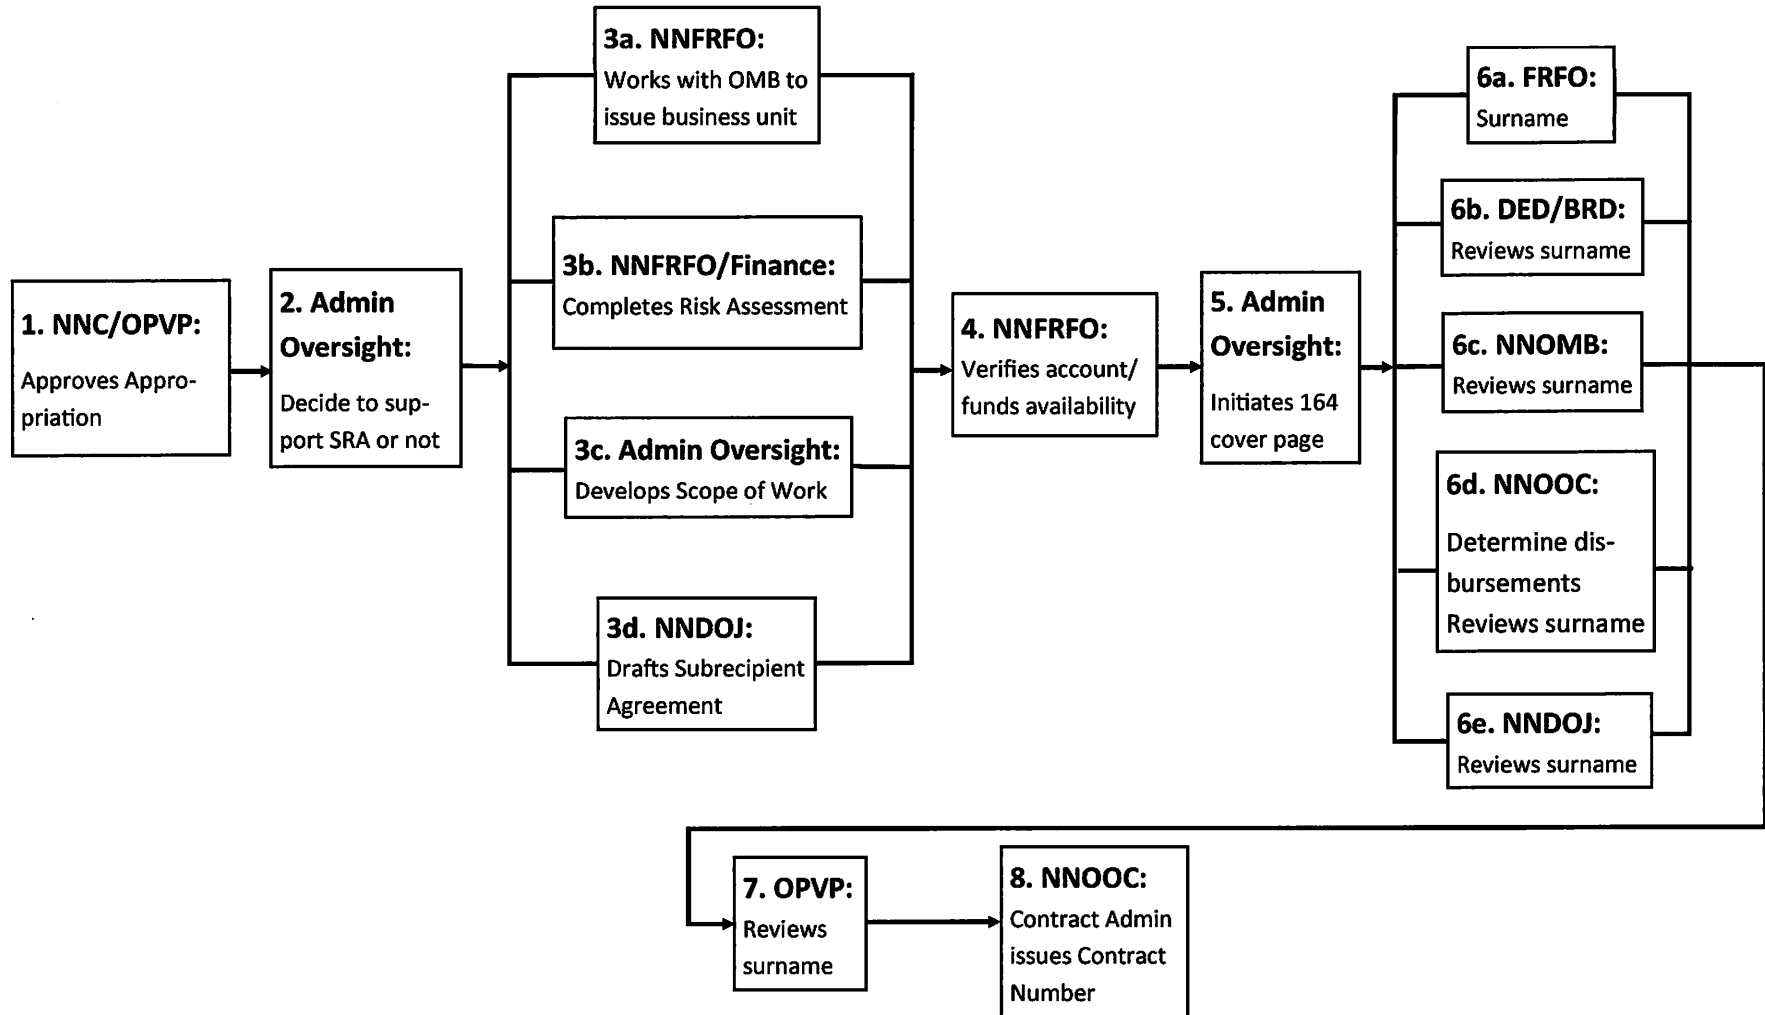 1. NNC/OPVP:
Approves Appro-
priation
2. Admin
Oversight:
Decide to sup-
port SRA or not
3a. NNFRFO:
Works with OMB to
issue business unit
3b. NNFRFO/Finance:
Completes Risk Assessment
3c. Admin Oversight:
Develops Scope of Work
3d. NNDOJ:
Drafts Subrecipient
Agreement
4. NNFRFO:
Verifies account/
funds availability
5. Admin
Oversight:
Initiates 164
cover page
6a. FRFO:
Surname
6b. DED/BRD:
Reviews surname
6c. NNOMB:
Reviews surname
6d. NNOOC:
Determine dis-
bursements
Reviews surname
6e. NNDOJ:
Reviews surname
7. OPVP:
Reviews
surname
8. NNOOC:
Contract Admin
issues Contract
Number